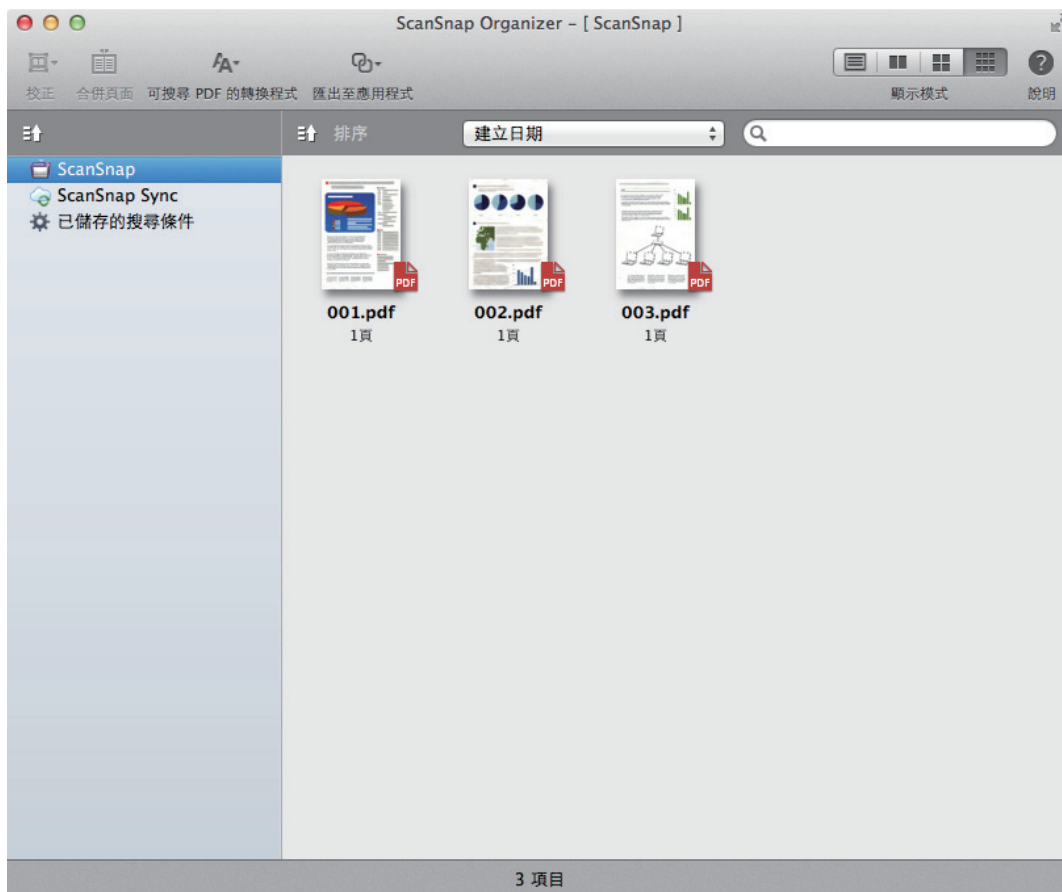 ScanSnap Organizer – [ ScanSnap ]
校正 合併頁面 可搜尋 PDF 的轉換程式 匯出至應用程式 顯示模式 說明
排序 建立日期
ScanSnap
ScanSnap Sync
已儲存的搜尋條件
PDF PDF PDF
001.pdf 002.pdf 003.pdf
1頁 1頁 1頁
3 項目